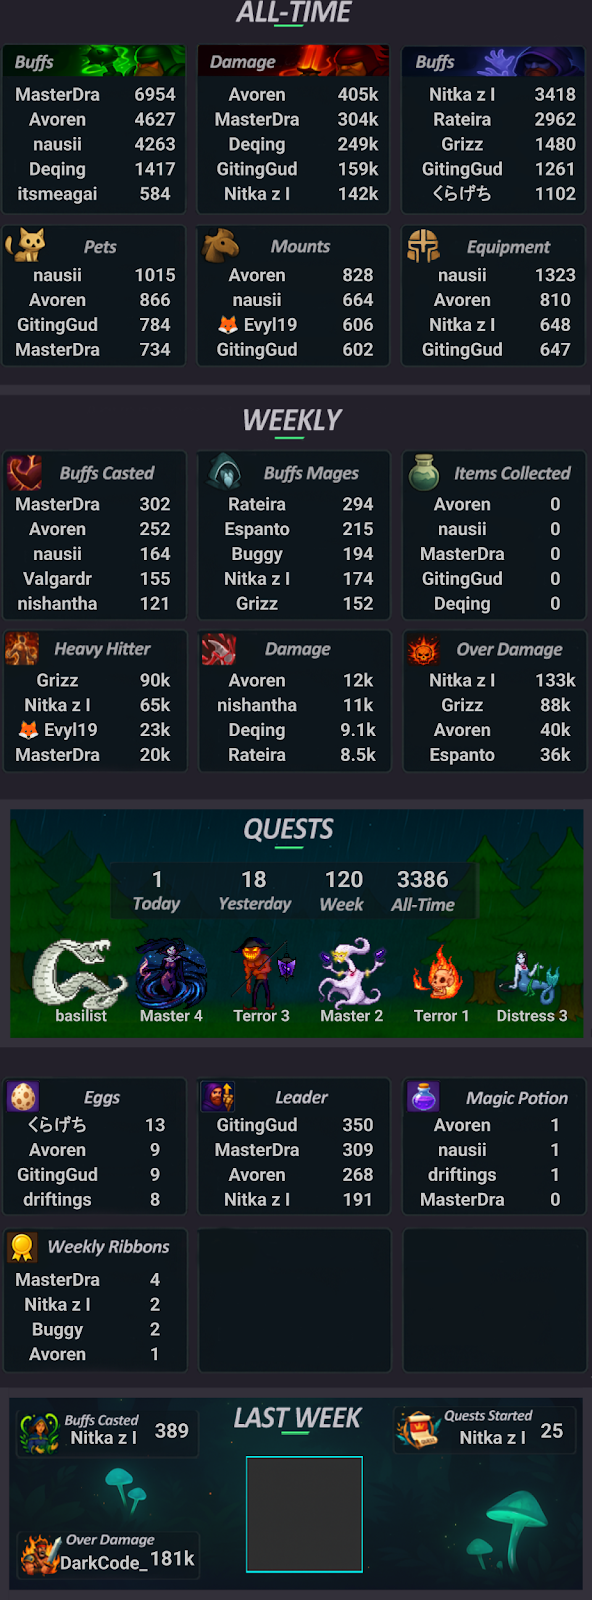 ALL-TIME
Buffs
MasterDra 6954
Avoren 4627
nausii 4263
Deqing 1417
itsmeagai 584
Damage
Avoren 405k
MasterDra 304k
Deqing 249k
GitingGud 159k
Nitka z I 142k
Buffs
Nitka z I 3418
Rateira 2962
Grizz 1480
GitingGud 1261
くらげち 1102
Pets
nausii 1015
Avoren 866
GitingGud 784
MasterDra 734
Mounts
Avoren 828
nausii 664
🦊 Evyl19 606
GitingGud 602
Equipment
nausii 1323
Avoren 810
Nitka z I 648
GitingGud 647
WEEKLY
Buffs Casted
MasterDra 302
Avoren 252
nausii 164
Valgardr 155
nishantha 121
Buffs Mages
Rateira 294
Espanto 215
Buggy 194
Nitka z I 174
Grizz 152
Items Collected
Avoren 0
nausii 0
MasterDra 0
GitingGud 0
Deqing 0
Heavy Hitter
Grizz 90k
Nitka z I 65k
🦊 Evyl19 23k
MasterDra 20k
Damage
Avoren 12k
nishantha 11k
Deqing 9.1k
Rateira 8.5k
Over Damage
Nitka z I 133k
Grizz 88k
Avoren 40k
Espanto 36k
QUESTS
1 18 120 3386
Today Yesterday Week All-Time
basilist Master 4 Terror 3 Master 2 Terror 1 Distress 3
Eggs
くらげち 13
Avoren 9
GitingGud 9
driftings 8
Leader
GitingGud 350
MasterDra 309
Avoren 268
Nitka z I 191
Magic Potion
Avoren 1
nausii 1
driftings 1
MasterDra 0
Weekly Ribbons
MasterDra 4
Nitka z I 2
Buggy 2
Avoren 1
LAST WEEK
Buffs Casted
Nitka z I 389
Quests Started
Nitka z I 25
Over Damage
DarkCode_ 181k